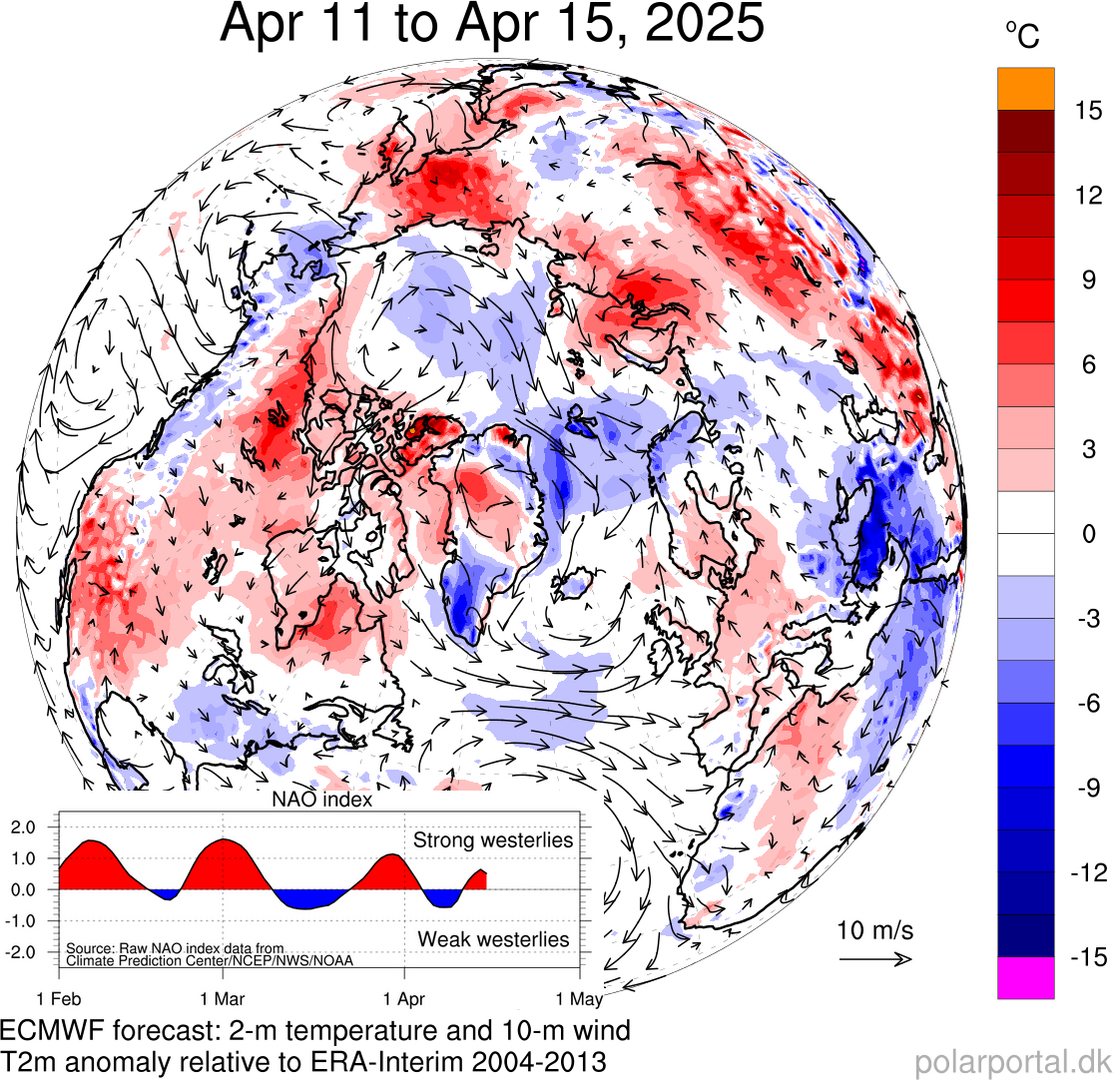 Apr 11 to Apr 15, 2025
°C
15
12
9
6
3
0
-3
-6
-9
-12
-15
10 m/s
NAO index
2.0
1.0
0.0
-1.0
-2.0
Strong westerlies
Weak westerlies
Source: Raw NAO index data from
Climate Prediction Center/NCEP/NWS/NOAA
1 Feb
1 Mar
1 Apr
1 May
ECMWF forecast: 2-m temperature and 10-m wind
T2m anomaly relative to ERA-Interim 2004-2013
polarportal.dk